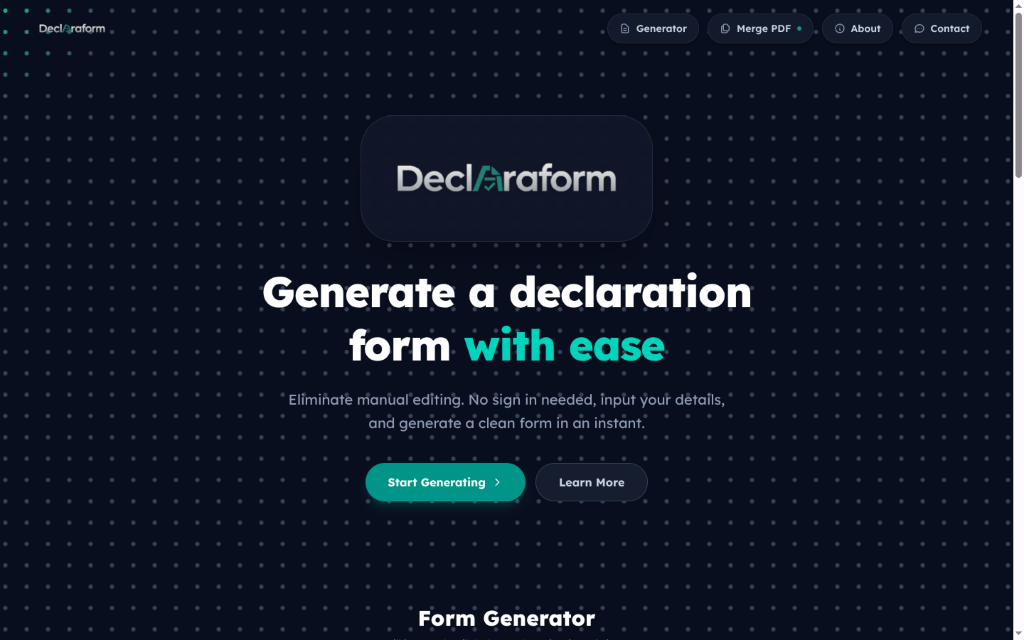 Declaraform
Generator
Merge PDF
About
Contact
Declaraform
Generate a declaration
form with ease
Eliminate manual editing. No sign in needed, input your details,
and generate a clean form in an instant.
Start Generating
Learn More
Form Generator